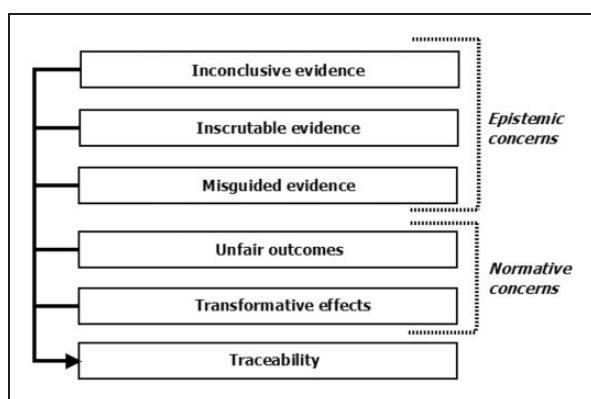 Inconclusive evidence
Inscrutable evidence
Misguided evidence
Unfair outcomes
Transformative effects
Traceability
Epistemic
concerns
Normative
concerns